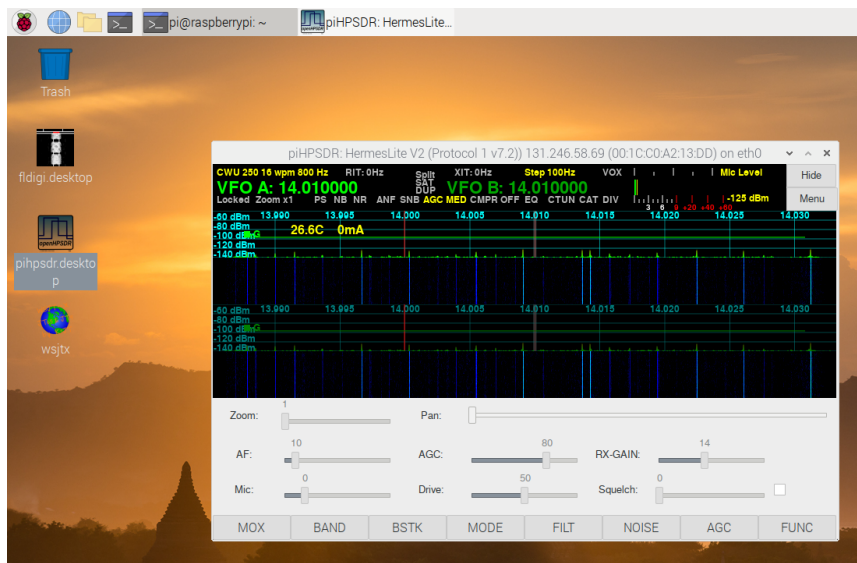 pi@raspberrypi: ~
piHPSDR: HermesLite...
Trash
fldigi.desktop
openHPSDR
pihpsdr.deskto
p
wsjtx
piHPSDR: HermesLite V2 (Protocol 1 v7.2)) 131.246.58.69 (00:1C:C0:A2:13:DD) on eth0
CWU 250 16 wpm 800 Hz RIT: 0Hz Split XIT: 0Hz Step 100Hz VOX Mic Level
SAT
VFO A: 14.010000 DUP VFO B: 14.010000
Locked Zoom x1 PS NB NR ANF SNB AGC MED CMPR OFF EQ CTUN CAT DIV -125 dBm
3 6 9 +20 +40 +60
Hide
Menu
-60 dBm 13.990 13.995 14.000 14.005 14.010 14.015 14.020 14.025 14.030
-80 dBm
26.6C 0mA
-100 dBm G
-120 dBm
-140 dBm
-60 dBm 13.990 13.995 14.000 14.005 14.010 14.015 14.020 14.025 14.030
-80 dBm
-100 dBm G
-120 dBm
-140 dBm
1
Zoom: Pan:
10 80 14
AF: AGC: RX-GAIN:
0 50 0
Mic: Drive: Squelch:
MOX BAND BSTK MODE FILT NOISE AGC FUNC